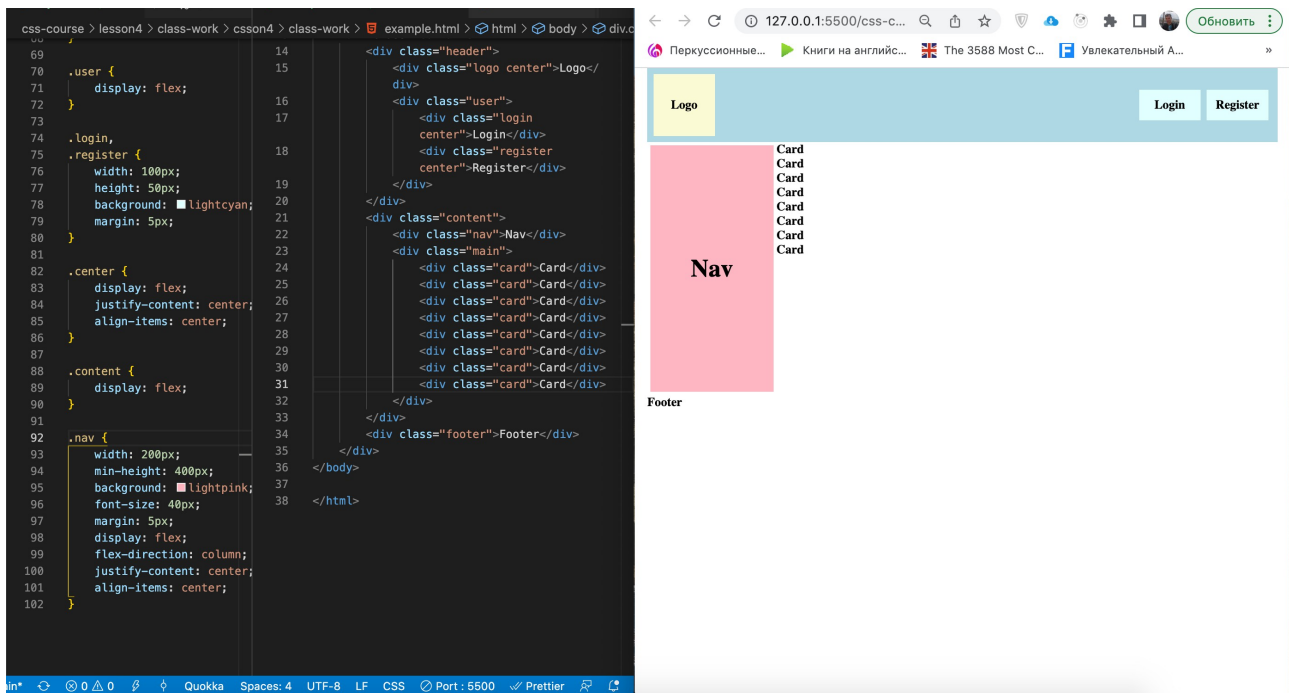 css-course > lesson4 > class-work > css
on4 > class-work > example.html > html > body > div.c
69
70 .user {
71 display: flex;
72 }
73
74 .login,
75 .register {
76 width: 100px;
77 height: 50px;
78 background: lightcyan;
79 margin: 5px;
80 }
81
82 .center {
83 display: flex;
84 justify-content: center;
85 align-items: center;
86 }
87
88 .content {
89 display: flex;
90 }
91
92 .nav {
93 width: 200px;
94 min-height: 400px;
95 background: lightpink;
96 font-size: 40px;
97 margin: 5px;
98 display: flex;
99 flex-direction: column;
100 justify-content: center;
101 align-items: center;
102 }
14 <div class="header">
15 <div class="logo center">Logo</
div>
16 <div class="user">
17 <div class="login
center">Login</div>
18 <div class="register
center">Register</div>
19 </div>
20 </div>
21 <div class="content">
22 <div class="nav">Nav</div>
23 <div class="main">
24 <div class="card">Card</div>
25 <div class="card">Card</div>
26 <div class="card">Card</div>
27 <div class="card">Card</div>
28 <div class="card">Card</div>
29 <div class="card">Card</div>
30 <div class="card">Card</div>
31 <div class="card">Card</div>
32 </div>
33 </div>
34 <div class="footer">Footer</div>
35 </div>
36 </body>
37
38 </html>
0 0 Quokka Spaces: 4 UTF-8 LF CSS Port : 5500 Prettier
127.0.0.1:5500/css-c... Обновить
Перкуссионные... Книги на английс... The 3588 Most C... Увлекательный А... »
Logo Login Register
Card
Card
Card
Card
Card
Card
Card
Card
Nav
Footer